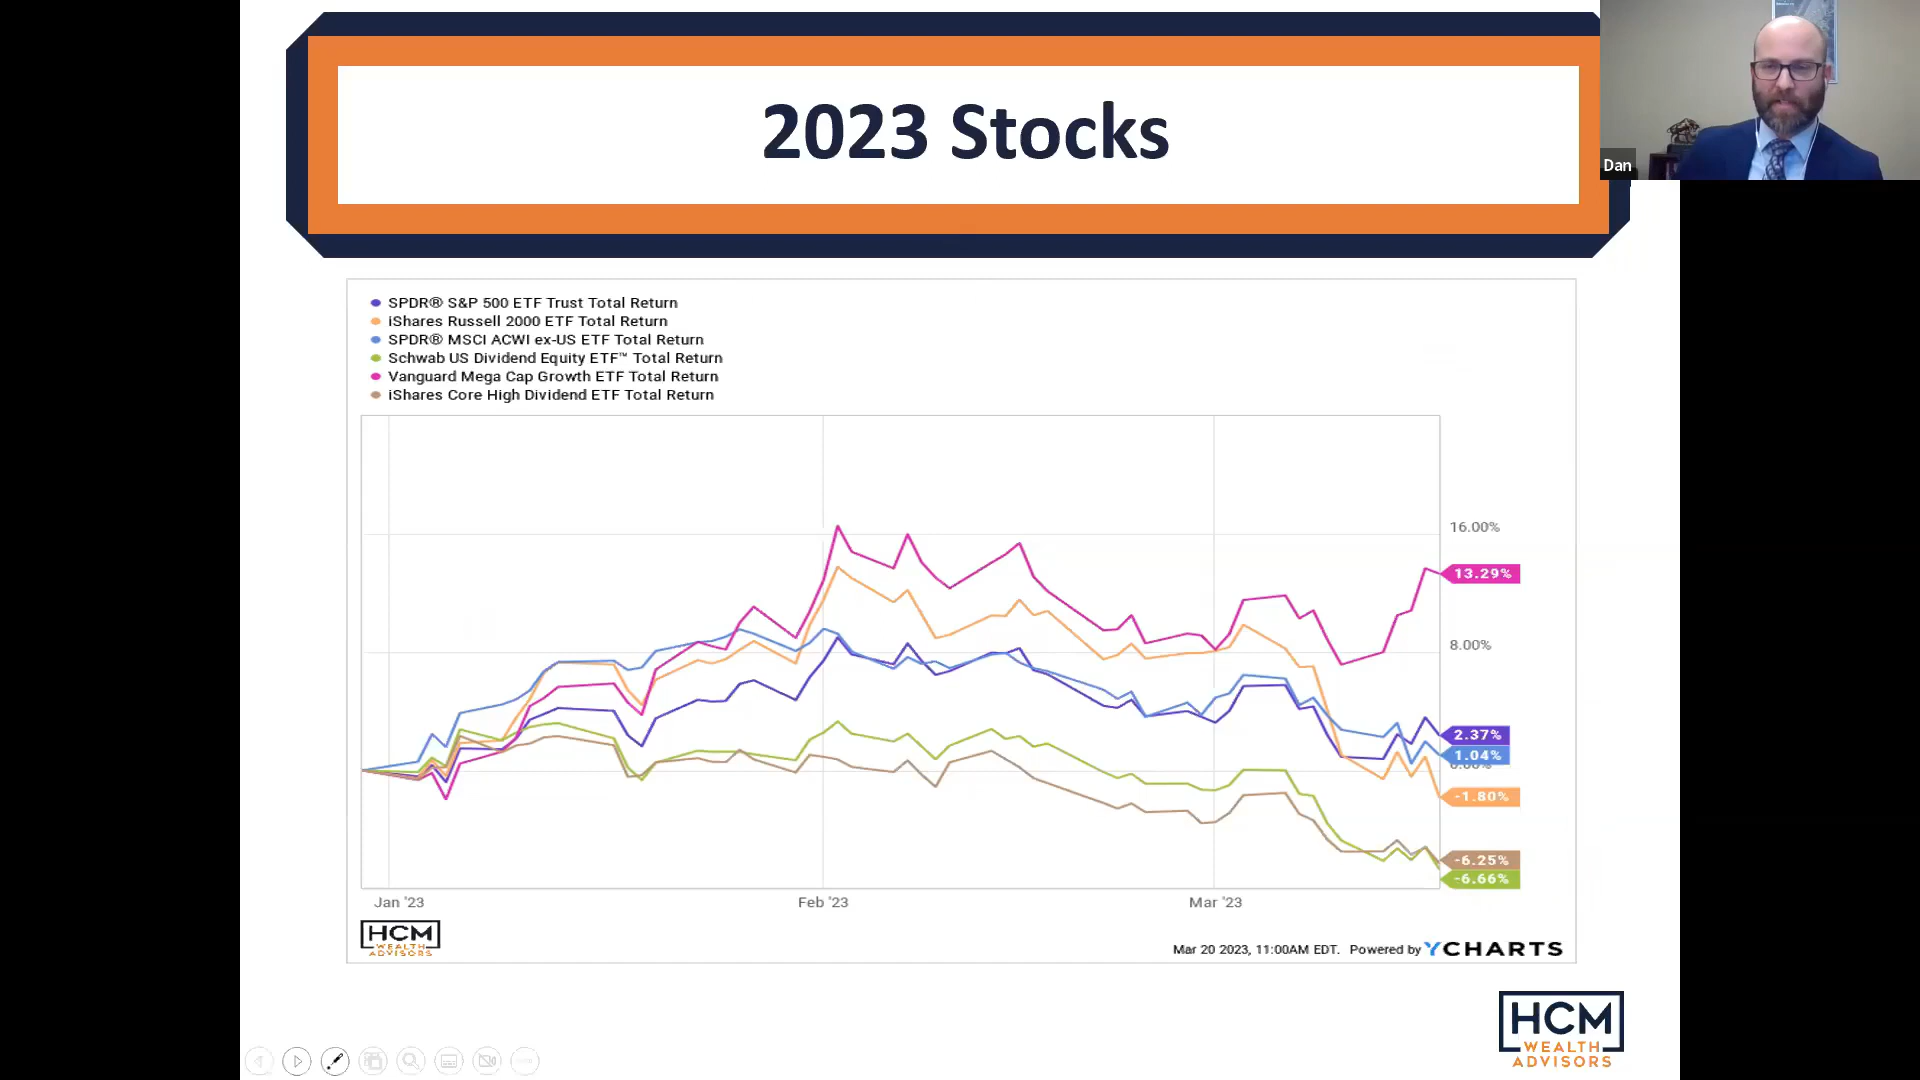 2023 Stocks
Dan
SPDR® S&P 500 ETF Trust Total Return
iShares Russell 2000 ETF Total Return
SPDR® MSCI ACWI ex-US ETF Total Return
Schwab US Dividend Equity ETF™ Total Return
Vanguard Mega Cap Growth ETF Total Return
iShares Core High Dividend ETF Total Return
16.00%
13.29%
8.00%
2.37%
1.04%
-1.80%
-6.25%
-6.66%
Jan '23
Feb '23
Mar '23
HCM
WEALTH
ADVISORS
Mar 20 2023, 11:00AM EDT. Powered by YCHARTS
HCM
WEALTH
ADVISORS